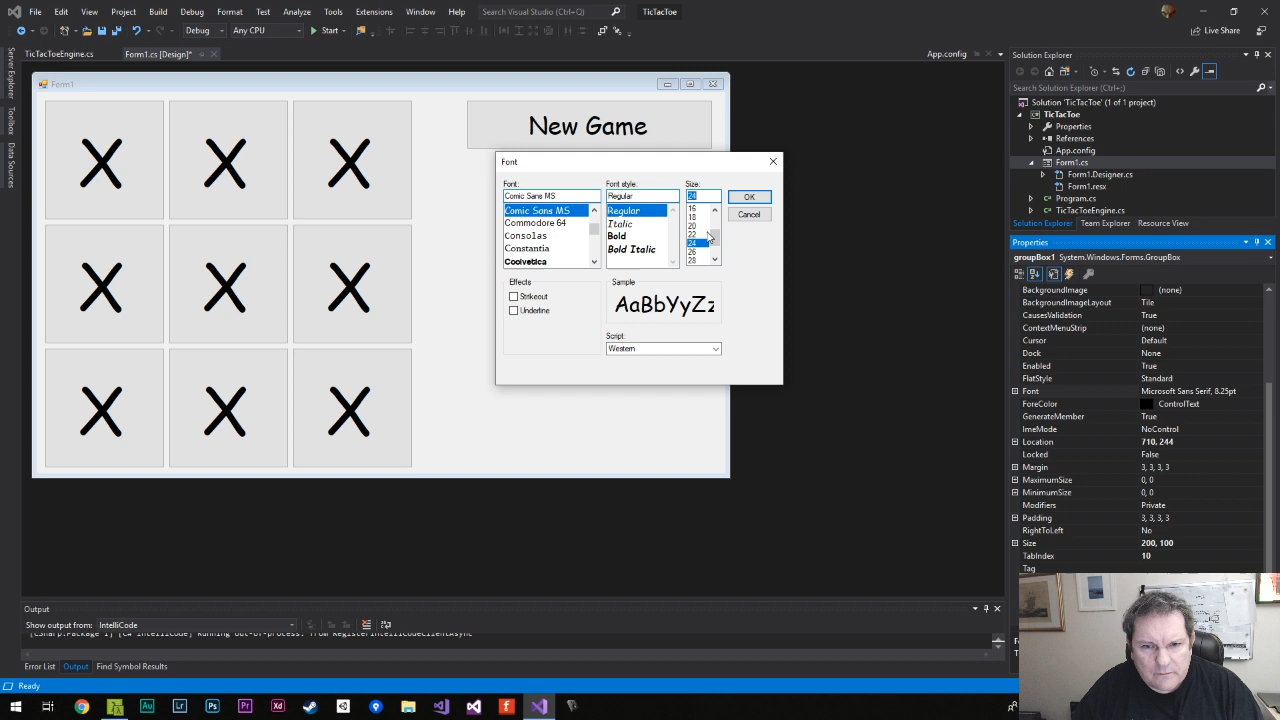 File Edit View Project Build Debug Format Test Analyze Tools Extensions Window Help Search Visual Studio (Ctrl+Q) TicTacToe
Debug Any CPU Start Live Share
TicTacToeEngine.cs Form1.cs [Design]* App.config
Server Explorer
Toolbox
Data Sources
Form1
X X X
X X X
X X X
New Game
Font
Font: Font style: Size:
Comic Sans MS Regular 24 OK
Comic Sans MS Regular 16 Cancel
Commodore 64 Italic 18
Consolas Bold 20
Constantia Bold Italic 22
Coolvetica 24
26
28
Effects Sample
Strikeout AaBbYyZz
Underline
Script:
Western
Solution Explorer
Search Solution Explorer (Ctrl+;)
Solution 'TicTacToe' (1 of 1 project)
TicTacToe
Properties
References
App.config
Form1.cs
Form1.Designer.cs
Form1.resx
Program.cs
TicTacToeEngine.cs
Solution Explorer Team Explorer Resource View
Properties
groupBox1 System.Windows.Forms.GroupBox
BackgroundImage (none)
BackgroundImageLayout Tile
CausesValidation True
ContextMenuStrip (none)
Cursor Default
Dock None
Enabled True
FlatStyle Standard
Font Microsoft Sans Serif, 8.25pt
ForeColor ControlText
GenerateMember True
ImeMode NoControl
Location 710, 244
Locked False
Margin 3, 3, 3, 3
MaximumSize 0, 0
MinimumSize 0, 0
Modifiers Private
Padding 3, 3, 3, 3
RightToLeft No
Size 200, 100
TabIndex 10
Tag
Output
Show output from: IntelliCode
Error List Output Find Symbol Results
Ready